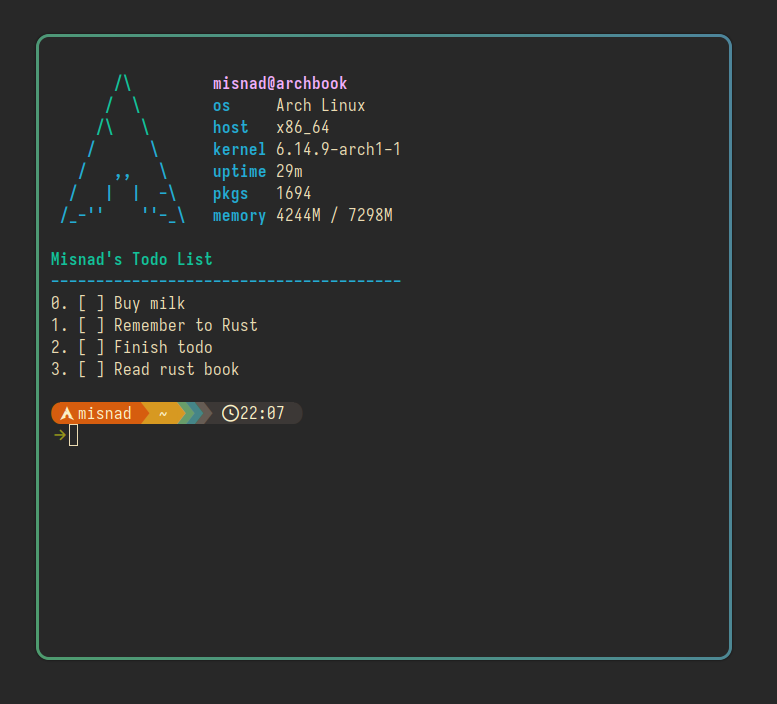 misnad@archbook
os Arch Linux
host x86_64
kernel 6.14.9-arch1-1
uptime 29m
pkgs 1694
memory 4244M / 7298M
Misnad's Todo List
---------------------------------------
0. [ ] Buy milk
1. [ ] Remember to Rust
2. [ ] Finish todo
3. [ ] Read rust book
misnad ~ 22:07
→